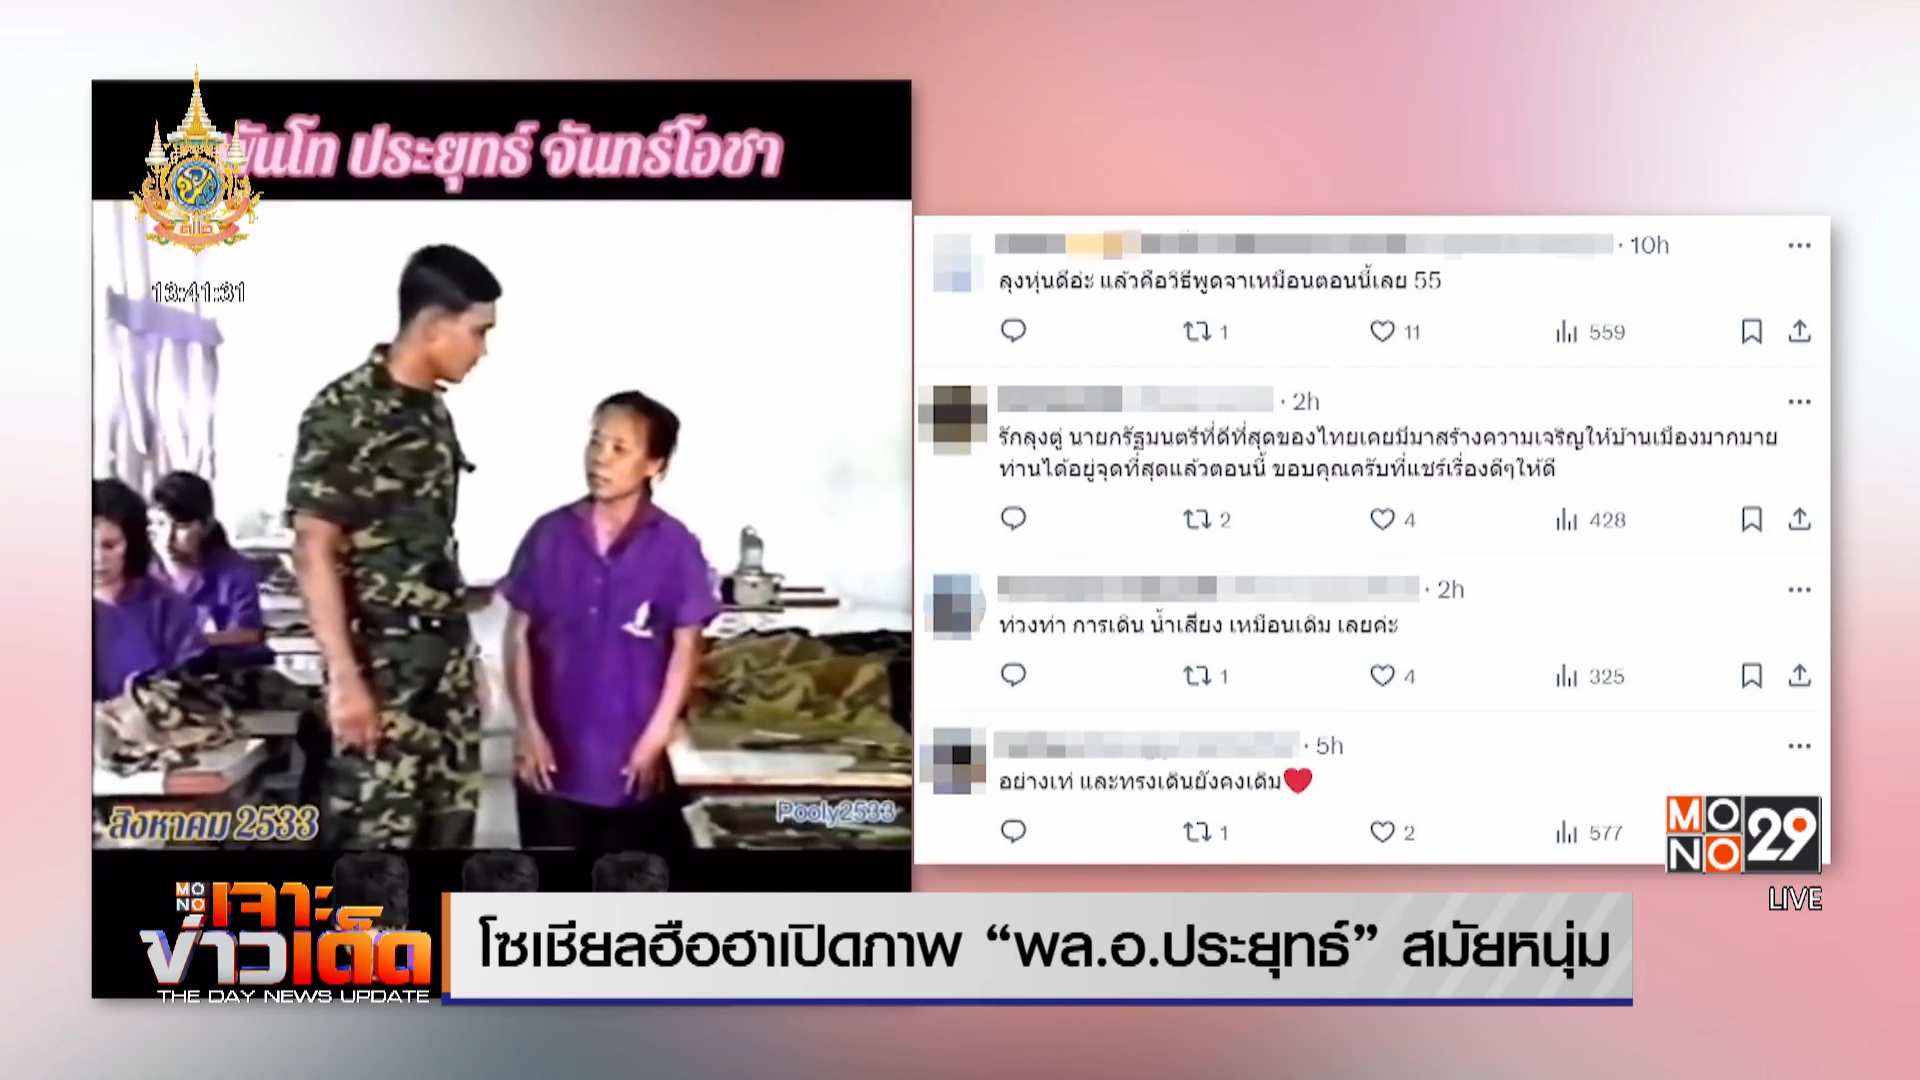 พันโท ประยุทธ์ จันทร์โอชา
๗๒
13:41:31
สิงหาคม 2533
Pooly2533
· 10h
ลุงหุ่นดีอ่ะ แล้วคือวิธีพูดจาเหมือนตอนนี้เลย 55
1 11 559
· 2h
รักลุงตู่ นายกรัฐมนตรีที่ดีที่สุดของไทยเคยมีมาสร้างความเจริญให้บ้านเมืองมากมาย
ท่านได้อยู่จุดที่สุดแล้วตอนนี้ ขอบคุณครับที่แชร์เรื่องดีๆให้ดี
2 4 428
· 2h
ท่วงท่า การเดิน น้ำเสียง เหมือนเดิม เลยค่ะ
1 4 325
· 5h
อย่างเท่ และทรงเดินยังคงเดิม❤
1 2 577
MONO 29
LIVE
MONO เจาะ
ข่าวเด็ด
THE DAY NEWS UPDATE
โซเชียลฮือฮาเปิดภาพ “พล.อ.ประยุทธ์” สมัยหนุ่ม